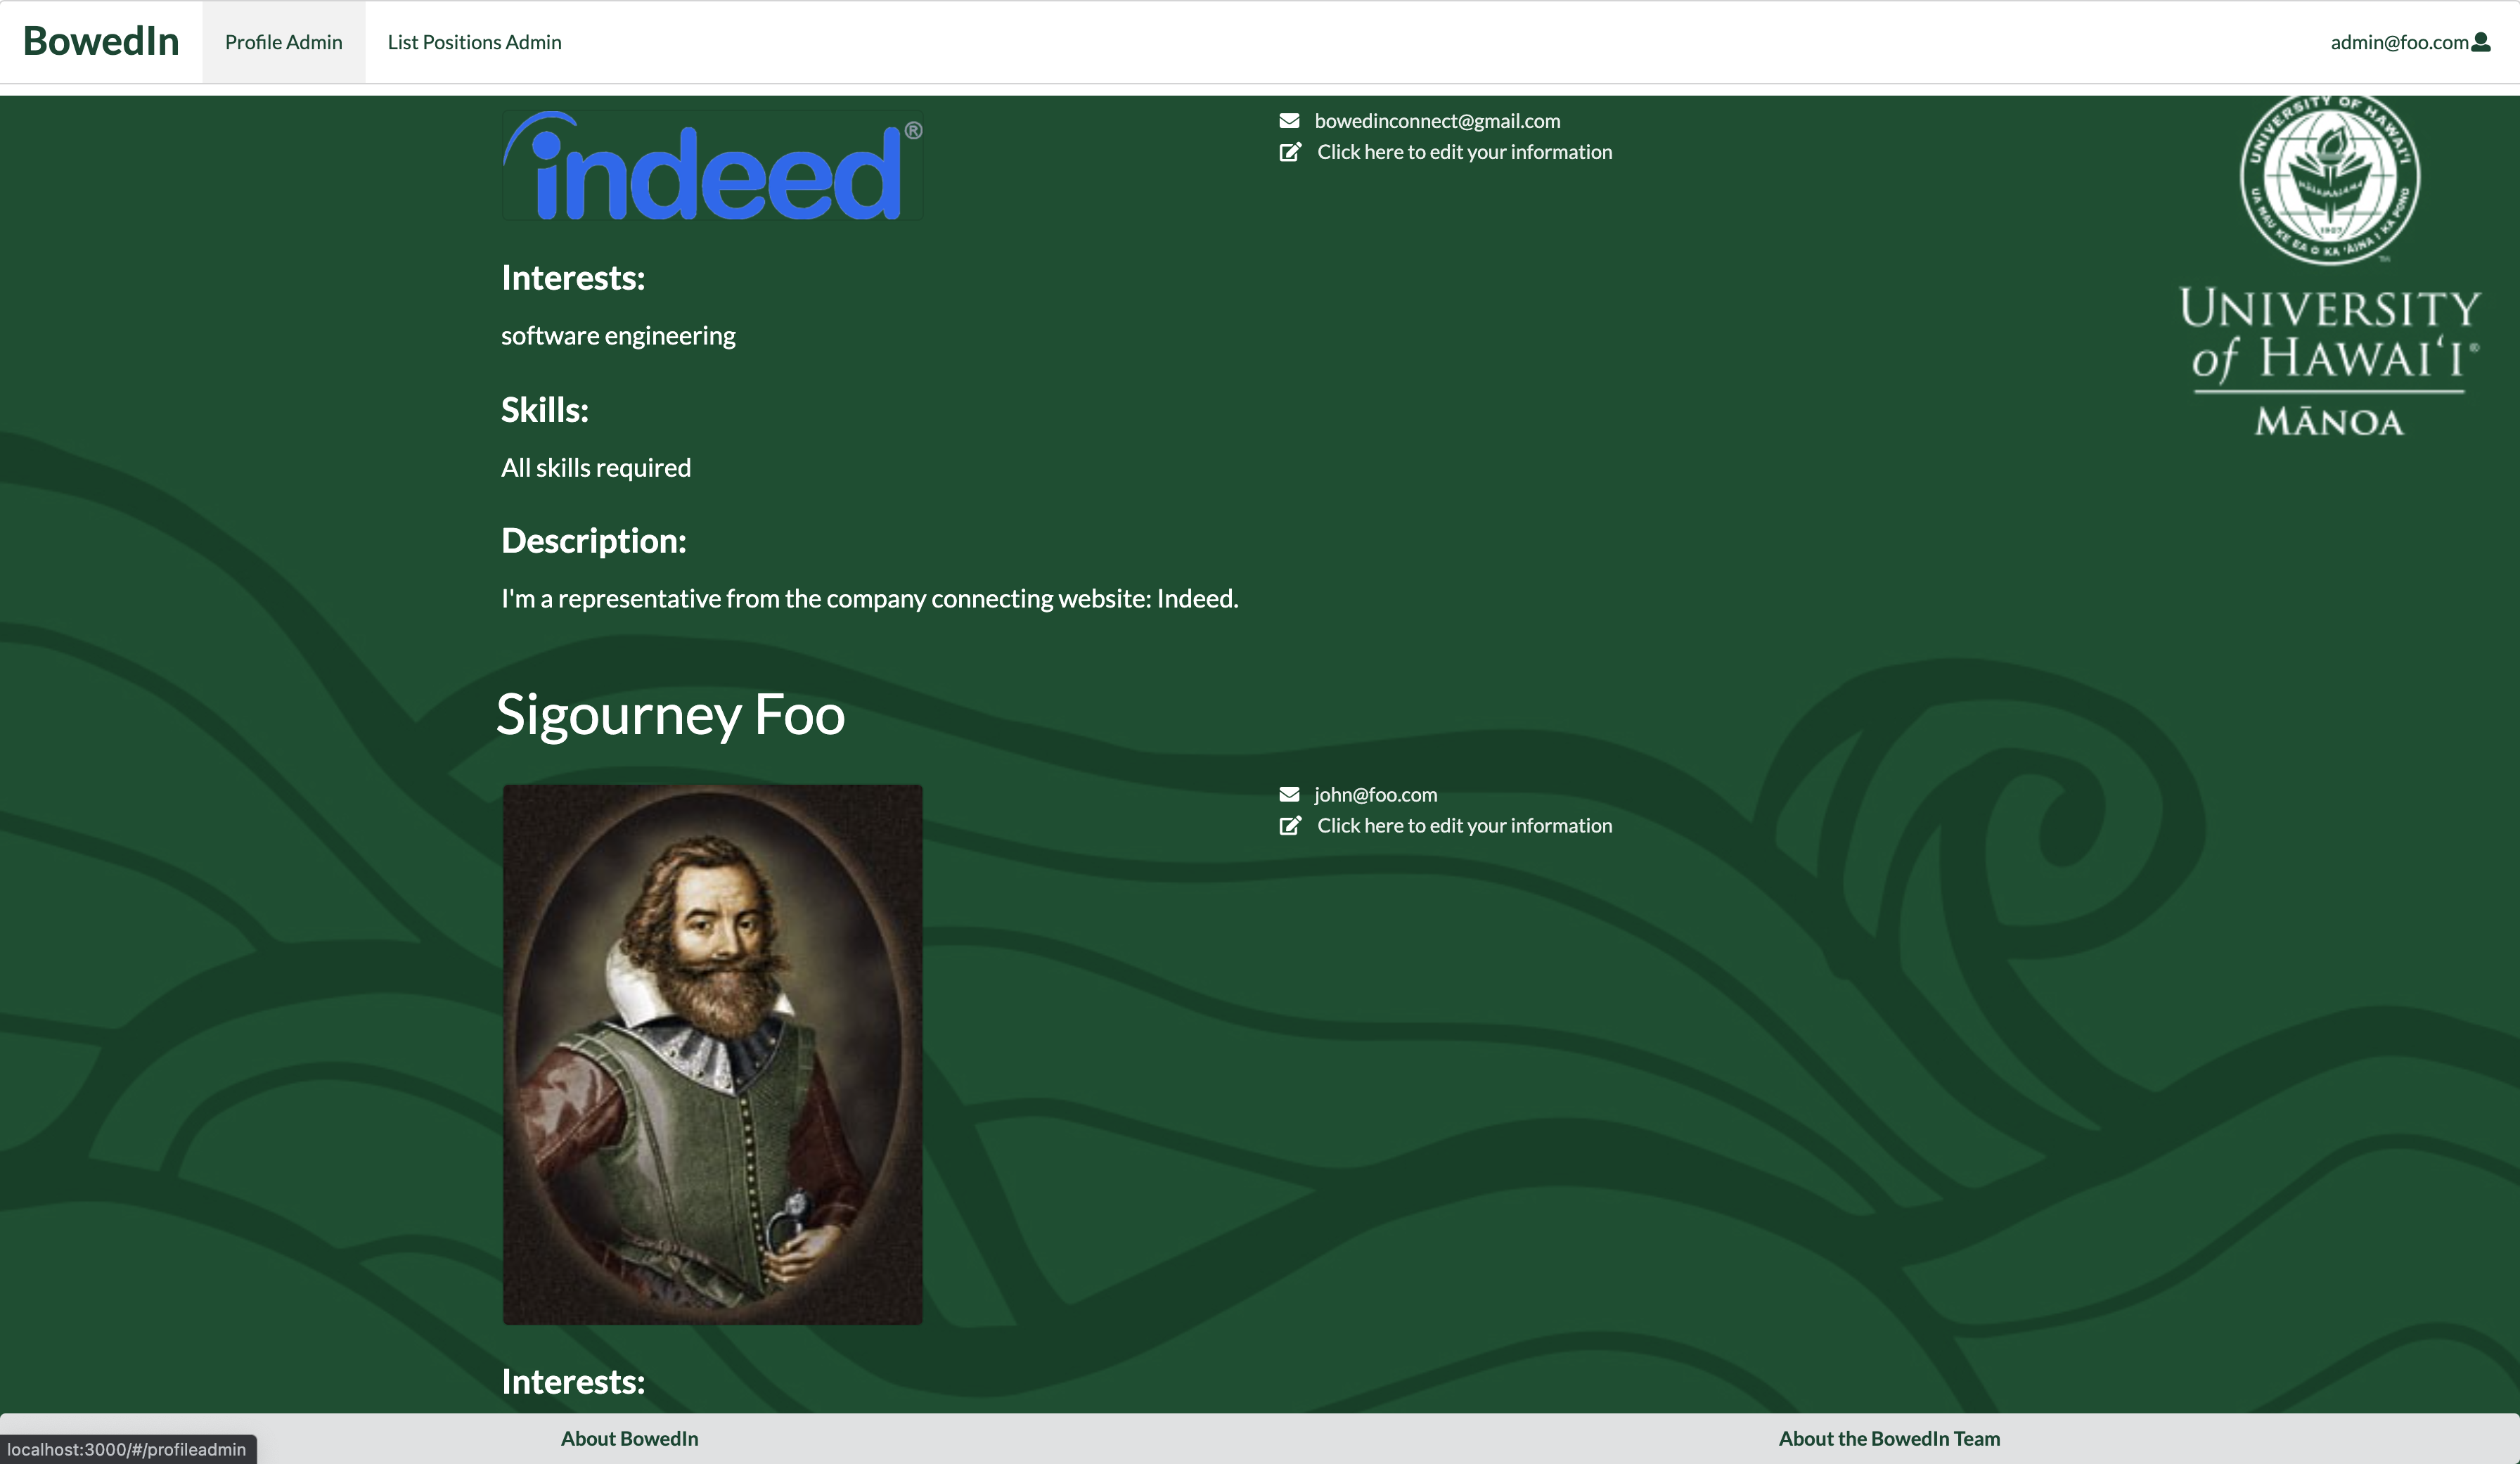 BowedIn
Profile Admin
List Positions Admin
admin@foo.com
indeed®
bowedinconnect@gmail.com
Click here to edit your information
UNIVERSITY OF HAWAI'I
UA MAU KE EA O KA ʻĀINA I KA PONO
1907
TM
UNIVERSITY
of HAWAIʻI®
MĀNOA
Interests:
software engineering
Skills:
All skills required
Description:
I'm a representative from the company connecting website: Indeed.
Sigourney Foo
john@foo.com
Click here to edit your information
Interests:
About BowedIn
About the BowedIn Team
localhost:3000/#/profileadmin